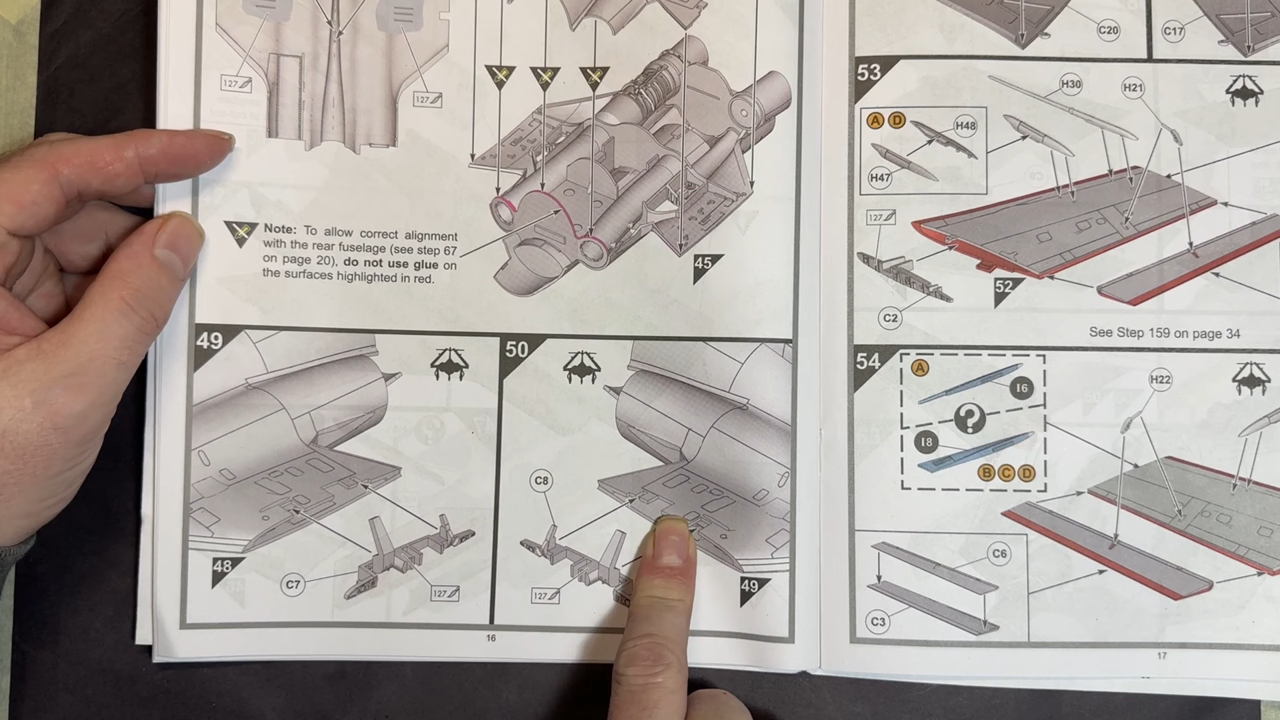 127
127
Note: To allow correct alignment
with the rear fuselage (see step 67
on page 20), do not use glue on
the surfaces highlighted in red.
45
49
48
C7
127
50
C8
127
49
16
C20
C17
53
H30
H21
A D
H48
H47
127
C2
52
See Step 159 on page 34
54
A
I6
?
I8
B C D
H22
C6
C3
17